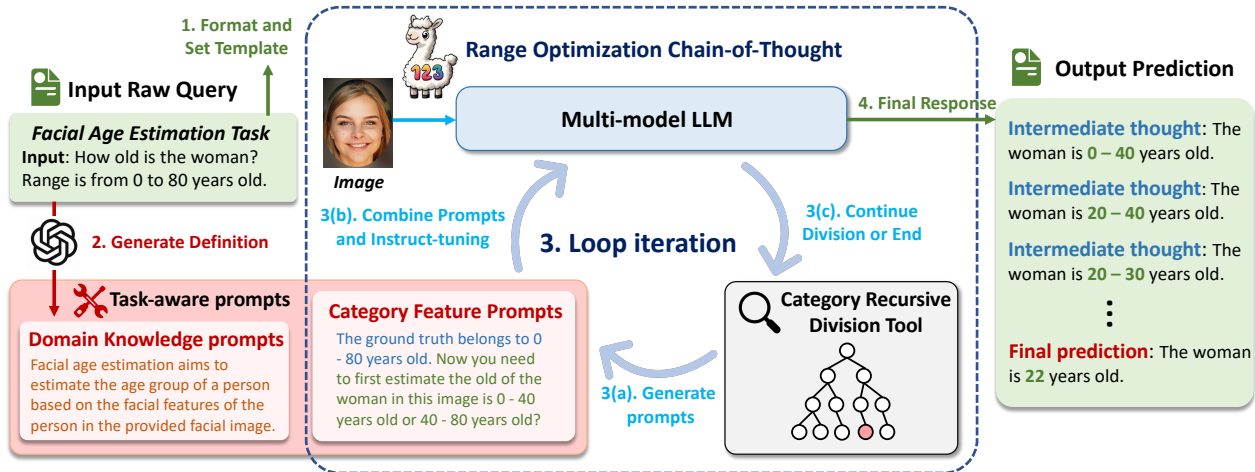 1. Format and
Set Template
Input Raw Query
Facial Age Estimation Task
Input: How old is the woman?
Range is from 0 to 80 years old.
2. Generate Definition
Task-aware prompts
Domain Knowledge prompts
Facial age estimation aims to
estimate the age group of a person
based on the facial features of the
person in the provided facial image.
Range Optimization Chain-of-Thought
123
Image
Multi-model LLM
3(b). Combine Prompts
and Instruct-tuning
3. Loop iteration
3(c). Continue
Division or End
Category Feature Prompts
The ground truth belongs to 0
- 80 years old. Now you need
to first estimate the old of the
woman in this image is 0 - 40
years old or 40 - 80 years old?
3(a). Generate
prompts
Category Recursive
Division Tool
4. Final Response
Output Prediction
Intermediate thought: The
woman is 0 – 40 years old.
Intermediate thought: The
woman is 20 – 40 years old.
Intermediate thought: The
woman is 20 – 30 years old.
Final prediction: The woman
is 22 years old.